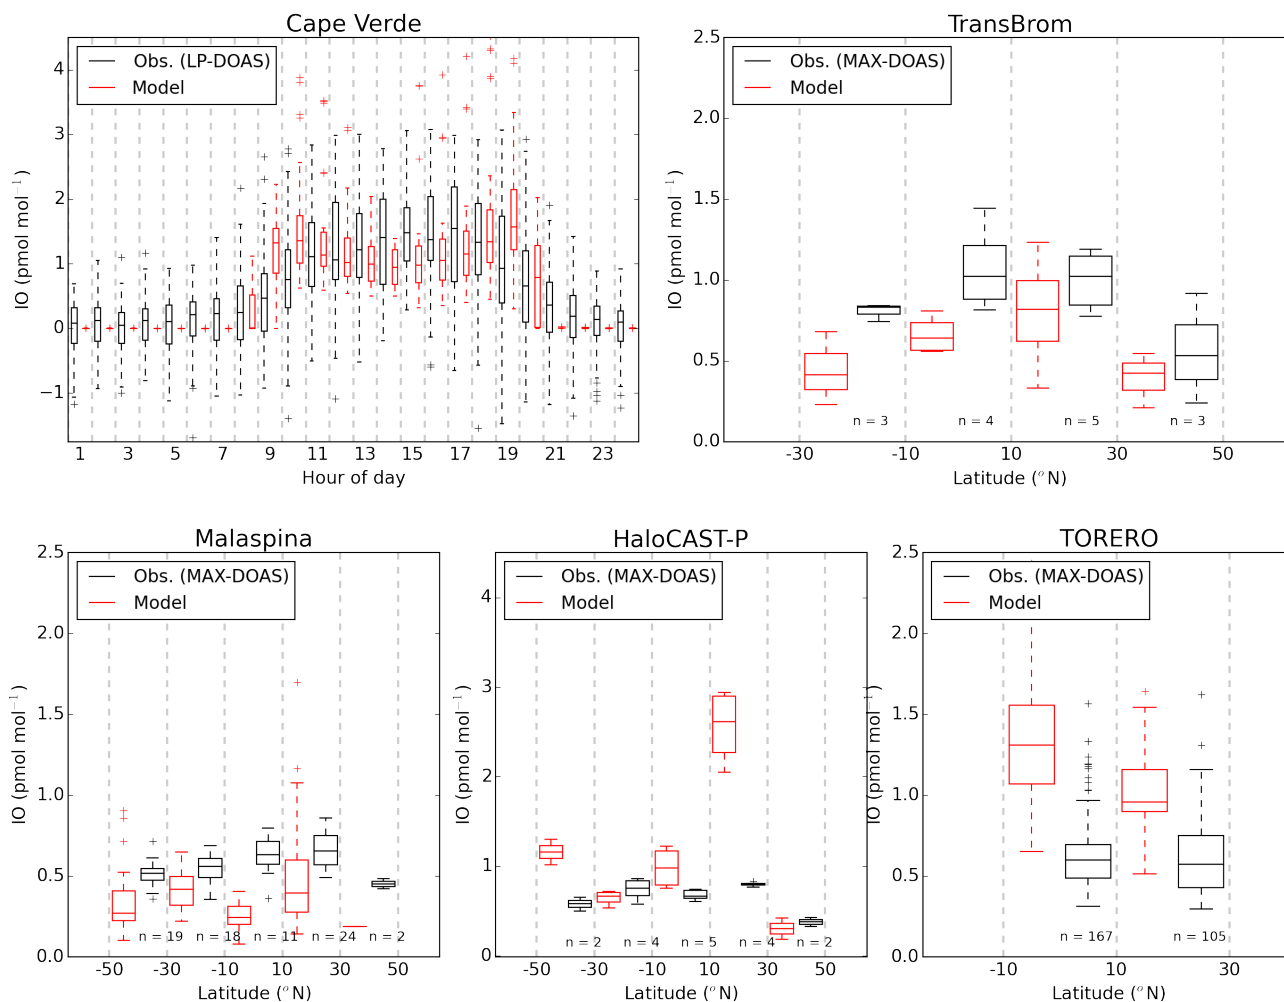 Cape Verde
Obs. (LP-DOAS)
Model
IO (pmol mol⁻¹)
4
3
2
1
0
−1
1 3 5 7 9 11 13 15 17 19 21 23
Hour of day
TransBrom
Obs. (MAX-DOAS)
Model
IO (pmol mol⁻¹)
2.5
2.0
1.5
1.0
0.5
0.0
n = 3 n = 4 n = 5 n = 3
-30 -10 10 30 50
Latitude (°N)
Malaspina
Obs. (MAX-DOAS)
Model
IO (pmol mol⁻¹)
2.5
2.0
1.5
1.0
0.5
0.0
n = 19 n = 18 n = 11 n = 24 n = 2
-50 -30 -10 10 30 50
Latitude (°N)
HaloCAST-P
Obs. (MAX-DOAS)
Model
IO (pmol mol⁻¹)
4
3
2
1
0
n = 2 n = 4 n = 5 n = 4 n = 2
-50 -30 -10 10 30 50
Latitude (°N)
TORERO
Obs. (MAX-DOAS)
Model
IO (pmol mol⁻¹)
2.5
2.0
1.5
1.0
0.5
0.0
n = 167 n = 105
-10 10 30
Latitude (°N)